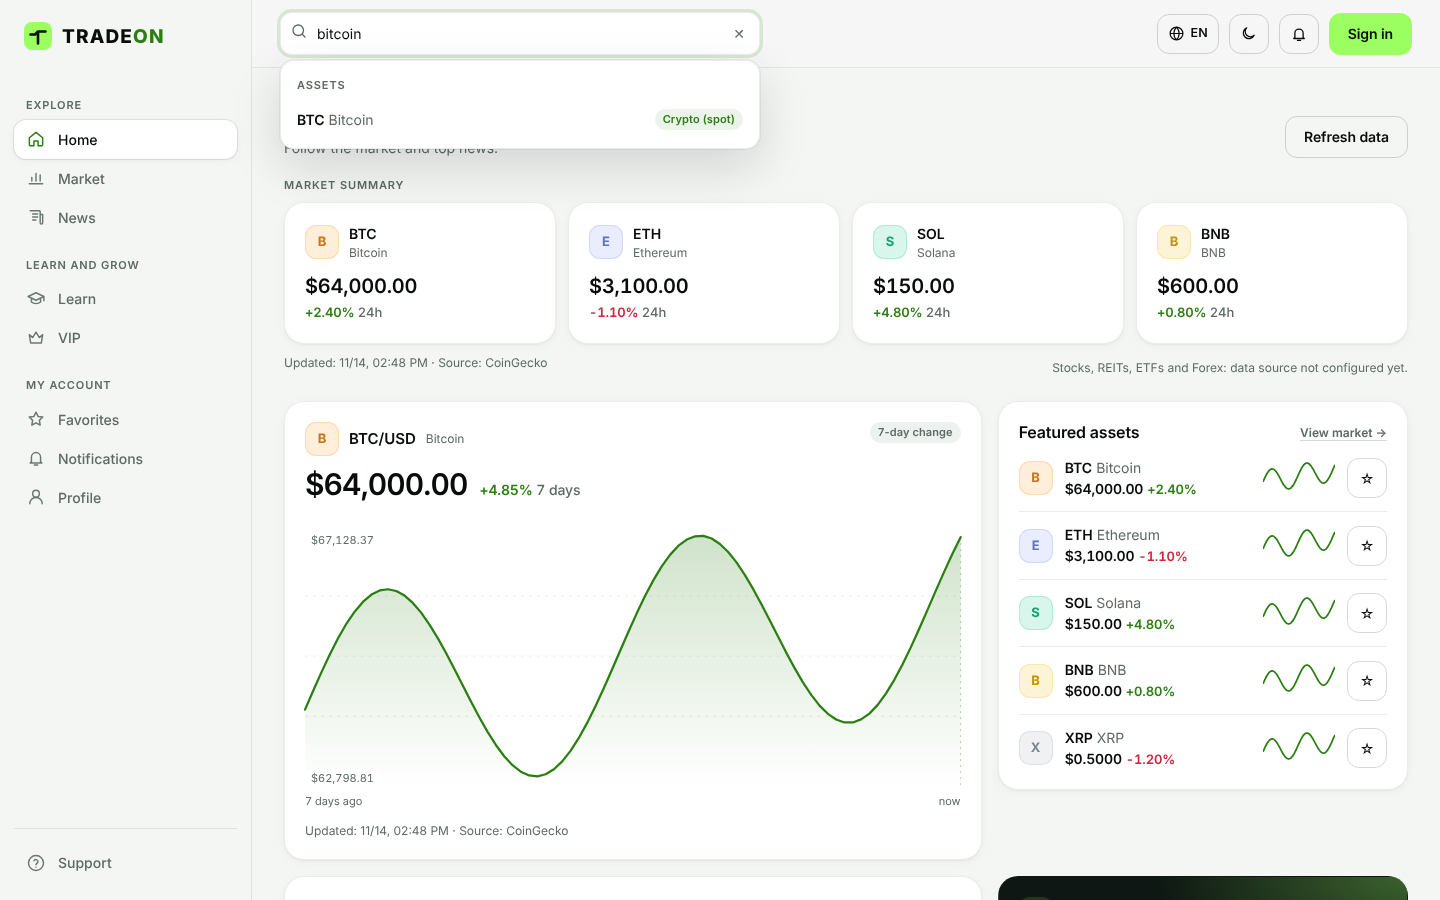 TRADEON
bitcoin
EN
Sign in
ASSETS
BTC Bitcoin
Crypto (spot)
EXPLORE
Home
Market
News
LEARN AND GROW
Learn
VIP
MY ACCOUNT
Favorites
Notifications
Profile
Support
Follow the market and top news.
Refresh data
MARKET SUMMARY
B
BTC
Bitcoin
$64,000.00
+2.40% 24h
E
ETH
Ethereum
$3,100.00
-1.10% 24h
S
SOL
Solana
$150.00
+4.80% 24h
B
BNB
BNB
$600.00
+0.80% 24h
Updated: 11/14, 02:48 PM · Source: CoinGecko
Stocks, REITs, ETFs and Forex: data source not configured yet.
B
BTC/USD Bitcoin
7-day change
$64,000.00 +4.85% 7 days
$67,128.37
$62,798.81
7 days ago
now
Updated: 11/14, 02:48 PM · Source: CoinGecko
Featured assets
View market →
B
BTC Bitcoin
$64,000.00 +2.40%
E
ETH Ethereum
$3,100.00 -1.10%
S
SOL Solana
$150.00 +4.80%
B
BNB BNB
$600.00 +0.80%
X
XRP XRP
$0.5000 -1.20%